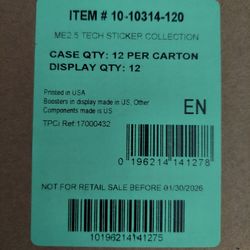 ITEM # 10-10314-120
ME2.5 TECH STICKER COLLECTION
CASE QTY: 12 PER CARTON
DISPLAY QTY: 12
Printed in USA
Boosters in display made in US, Other
Components made is US
EN
TPCi Ref:17000432
0 196214 141278
NOT FOR RETAIL SALE BEFORE 01/30/2026
10196214141275